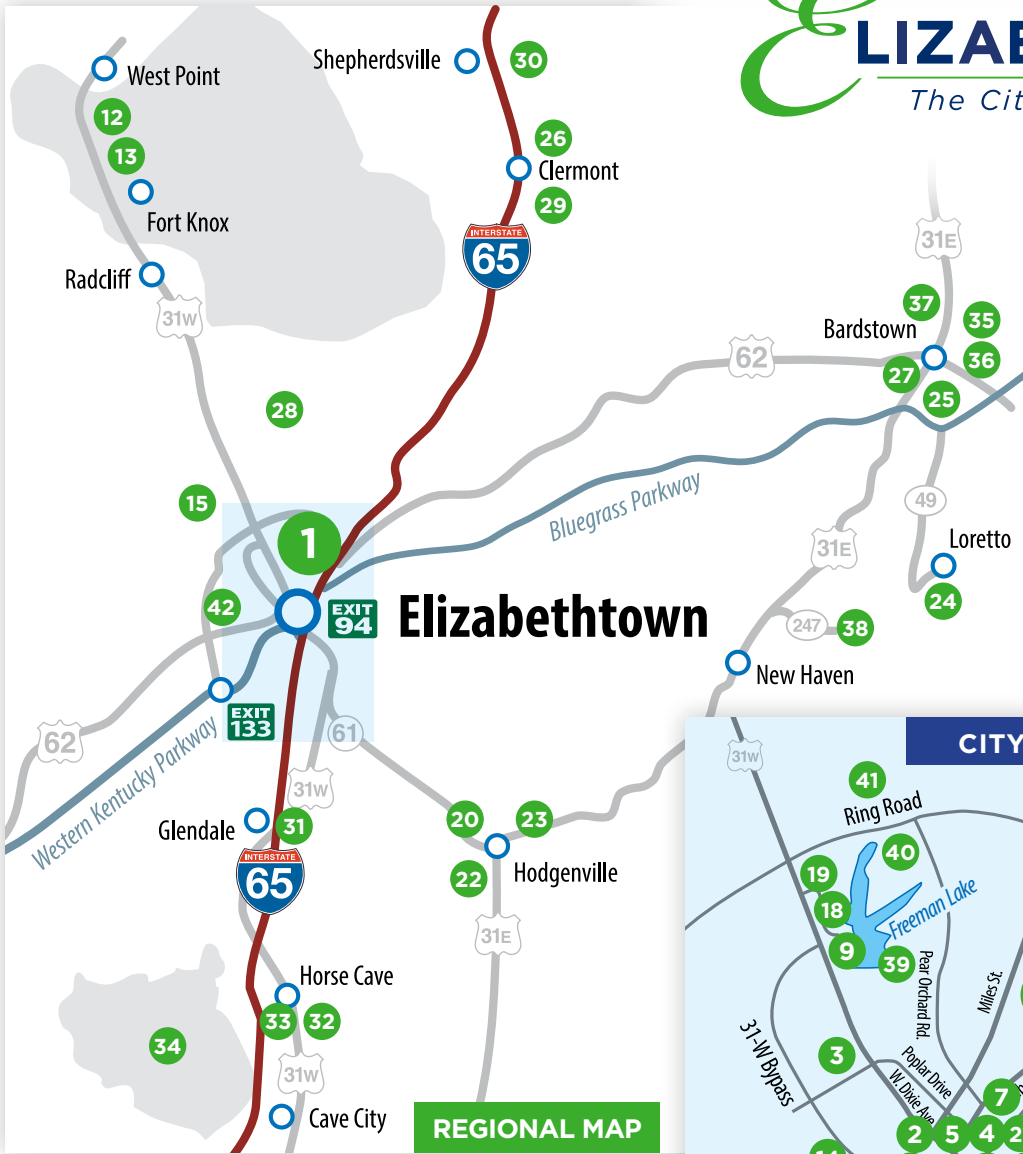 ELIZAB
The Cit
Shepherdsville
30
West Point
12
13
26
Clermont
29
Fort Knox
INTERSTATE
65
31E
Radcliff
31W
37
35
Bardstown
62
36
27
25
28
15
Bluegrass Parkway
49
1
31E
Loretto
24
42
EXIT
94
Elizabethtown
247
38
New Haven
EXIT
133
61
62
Western Kentucky Parkway
31W
Glendale
31
20
23
INTERSTATE
65
22
Hodgenville
31E
Horse Cave
33
32
34
31W
Cave City
REGIONAL MAP
CITY
31W
41
Ring Road
40
19
18
Freeman Lake
9
39
Pear Orchard Rd.
Miles St.
31-W Bypass
3
Poplar Drive
W. Dixie Ave
7
2
5
4
2
14